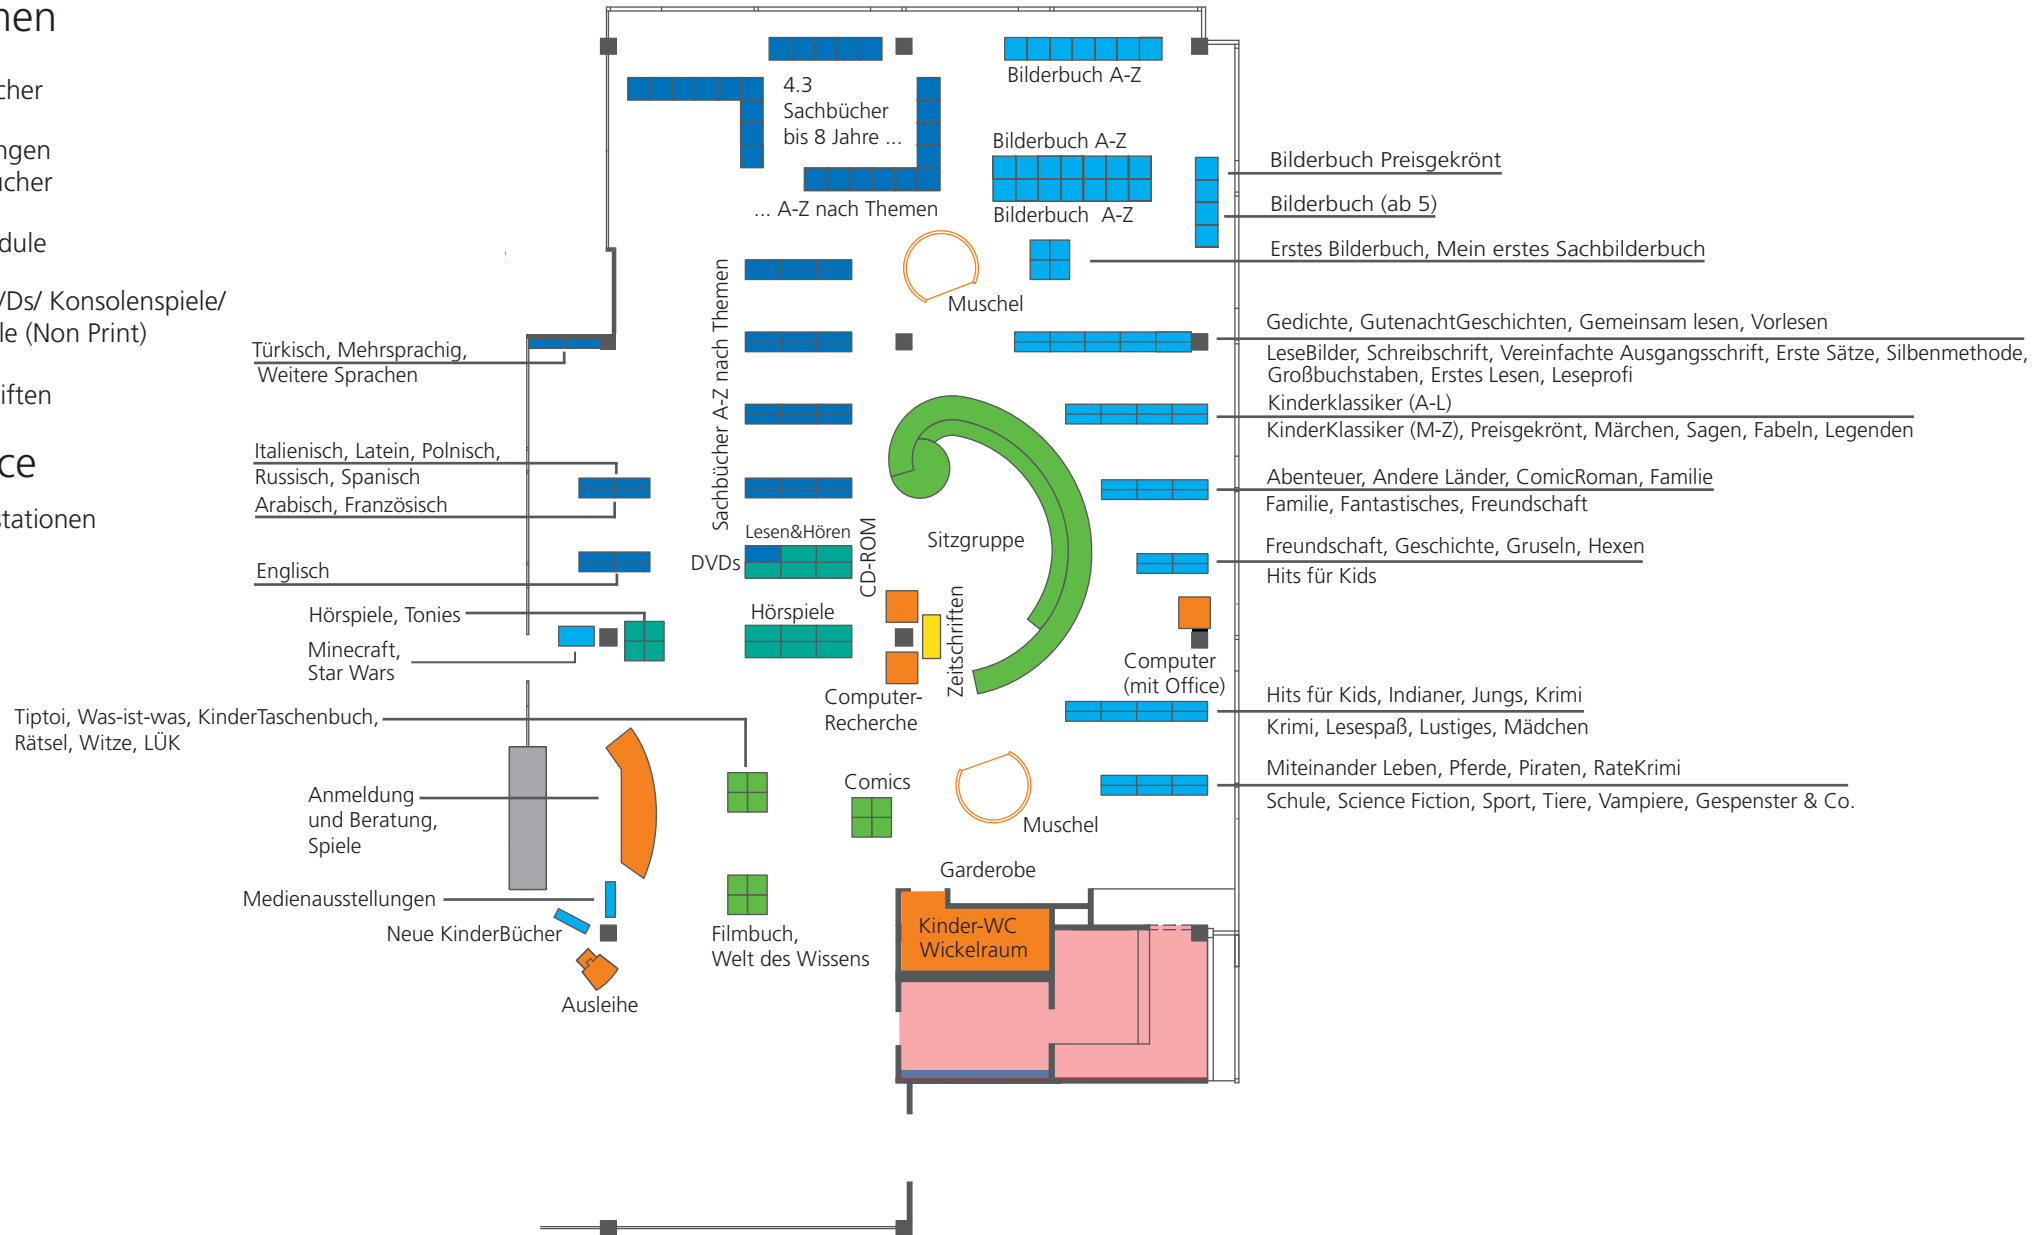 nen
cher
ngen
ücher
dule
VDs/ Konsolenspiele/
le (Non Print)
iften
ce
stationen
Türkisch, Mehrsprachig,
Weitere Sprachen
Italienisch, Latein, Polnisch,
Russisch, Spanisch
Arabisch, Französisch
Englisch
Hörspiele, Tonies
Minecraft,
Star Wars
Tiptoi, Was-ist-was, KinderTaschenbuch,
Rätsel, Witze, LÜK
Anmeldung
und Beratung,
Spiele
Medienausstellungen
Neue KinderBücher
Ausleihe
4.3
Sachbücher
bis 8 Jahre ...
... A-Z nach Themen
Sachbücher A-Z nach Themen
Lesen&Hören
DVDs
CD-ROM
Hörspiele
Zeitschriften
Computer-
Recherche
Comics
Filmbuch,
Welt des Wissens
Bilderbuch A-Z
Bilderbuch A-Z
Bilderbuch A-Z
Muschel
Sitzgruppe
Computer
(mit Office)
Muschel
Garderobe
Kinder-WC
Wickelraum
Bilderbuch Preisgekrönt
Bilderbuch (ab 5)
Erstes Bilderbuch, Mein erstes Sachbilderbuch
Gedichte, GutenachtGeschichten, Gemeinsam lesen, Vorlesen
LeseBilder, Schreibschrift, Vereinfachte Ausgangsschrift, Erste Sätze, Silbenmethode,
Großbuchstaben, Erstes Lesen, Leseprofi
Kinderklassiker (A-L)
KinderKlassiker (M-Z), Preisgekrönt, Märchen, Sagen, Fabeln, Legenden
Abenteuer, Andere Länder, ComicRoman, Familie
Familie, Fantastisches, Freundschaft
Freundschaft, Geschichte, Gruseln, Hexen
Hits für Kids
Hits für Kids, Indianer, Jungs, Krimi
Krimi, Lesespaß, Lustiges, Mädchen
Miteinander Leben, Pferde, Piraten, RateKrimi
Schule, Science Fiction, Sport, Tiere, Vampiere, Gespenster & Co.